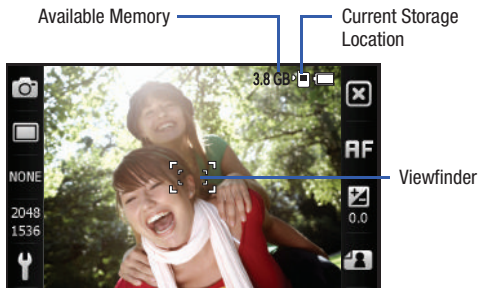 Available Memory
Current Storage
Location
3.8 GB
AF
NONE
Viewfinder
2048
1536
0.0